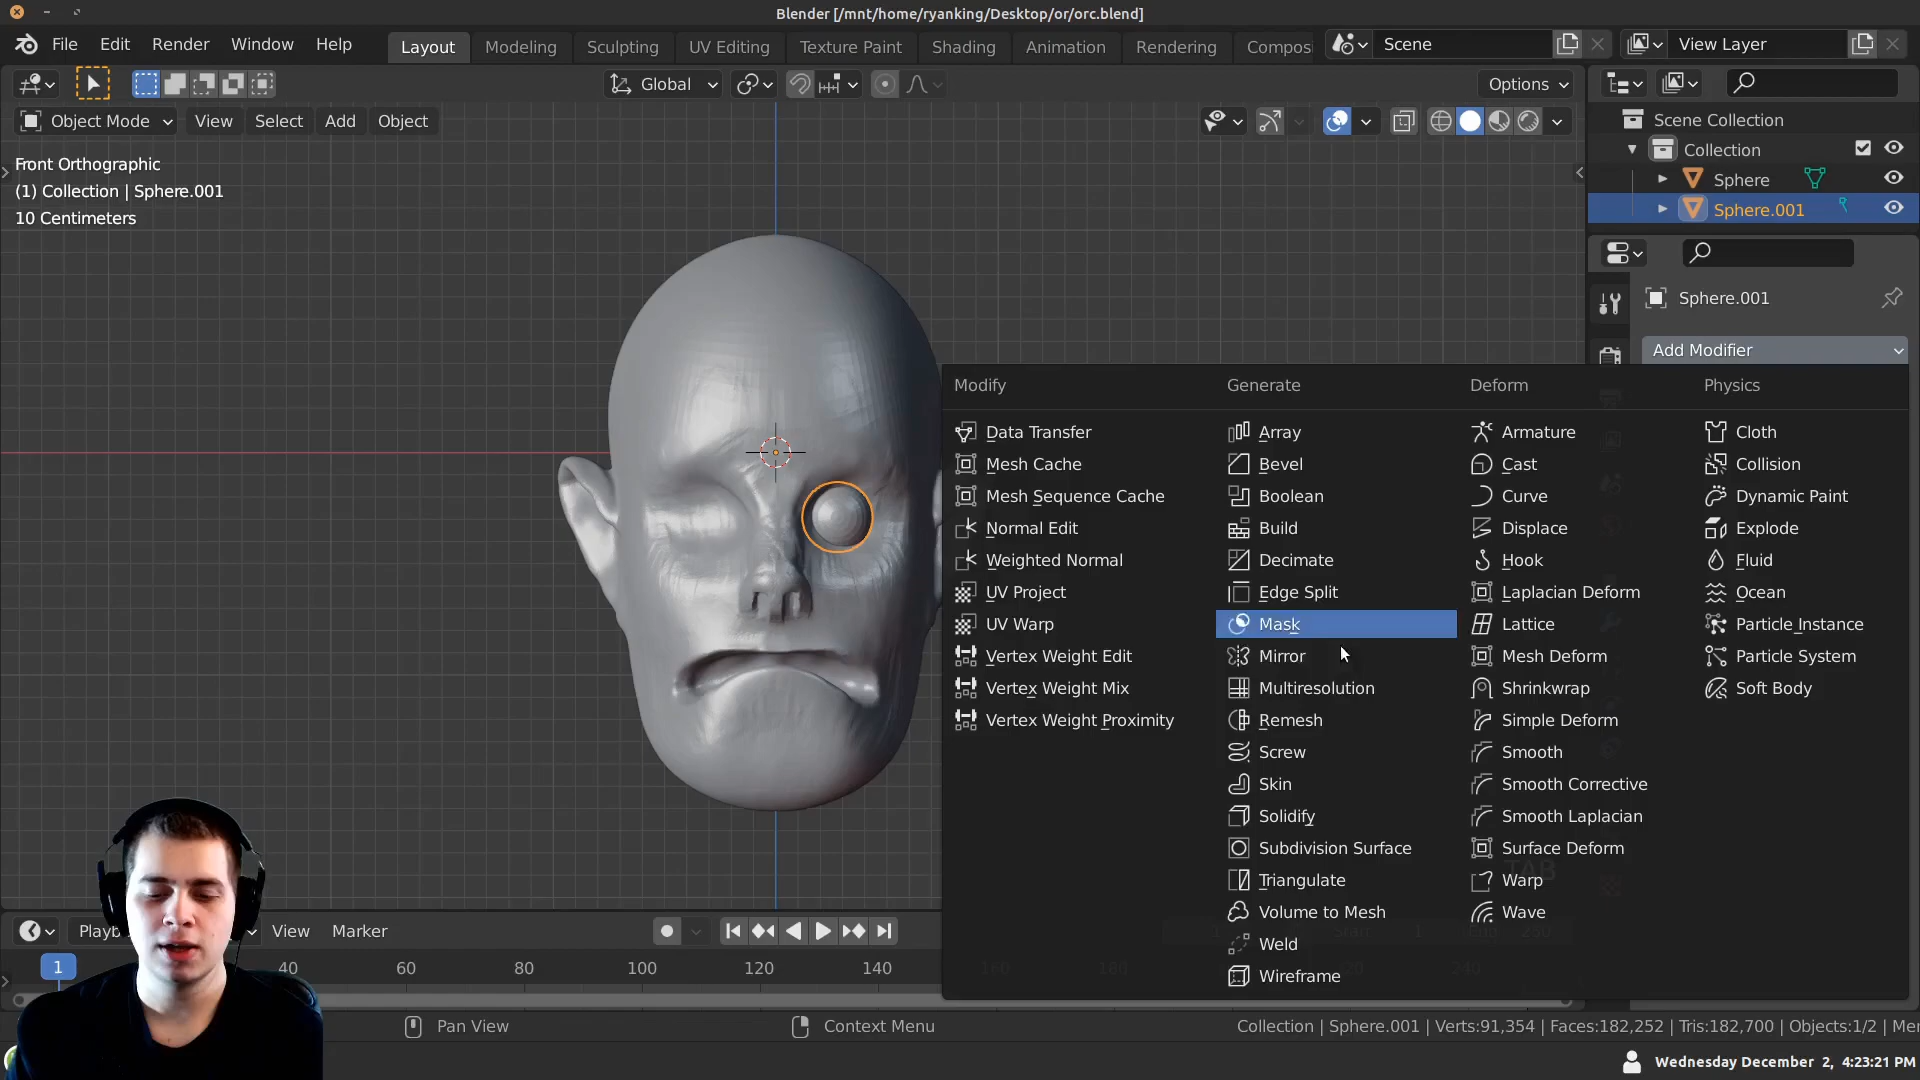 Blender [/mnt/home/ryanking/Desktop/or/orc.blend]
File Edit Render Window Help
Layout Modeling Sculpting UV Editing Texture Paint Shading Animation Rendering Compos
Scene
View Layer
Global
Options
Object Mode View Select Add Object
Front Orthographic
(1) Collection | Sphere.001
10 Centimeters
Scene Collection
Collection
Sphere
Sphere.001
Sphere.001
Add Modifier
Modify
Data Transfer
Mesh Cache
Mesh Sequence Cache
Normal Edit
Weighted Normal
UV Project
UV Warp
Vertex Weight Edit
Vertex Weight Mix
Vertex Weight Proximity
Generate
Array
Bevel
Boolean
Build
Decimate
Edge Split
Mask
Mirror
Multiresolution
Remesh
Screw
Skin
Solidify
Subdivision Surface
Triangulate
Volume to Mesh
Weld
Wireframe
Deform
Armature
Cast
Curve
Displace
Hook
Laplacian Deform
Lattice
Mesh Deform
Shrinkwrap
Simple Deform
Smooth
Smooth Corrective
Smooth Laplacian
Surface Deform
Warp
Wave
Physics
Cloth
Collision
Dynamic Paint
Explode
Fluid
Ocean
Particle Instance
Particle System
Soft Body
TAB
Playb View Marker
1 40 60 80 100 120 140 160 180 240
Pan View
Context Menu
Collection | Sphere.001 | Verts:91,354 | Faces:182,252 | Tris:182,700 | Objects:1/2 | Me
Wednesday December 2, 4:23:21 PM